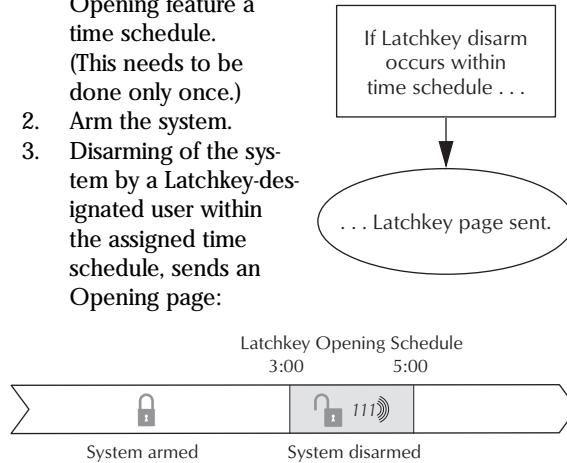 Opening feature a
time schedule.
(This needs to be
done only once.)
2. Arm the system.
3. Disarming of the sys-
tem by a Latchkey-des-
ignated user within
the assigned time
schedule, sends an
Opening page:
If Latchkey disarm
occurs within
time schedule . . .
. . . Latchkey page sent.
Latchkey Opening Schedule
3:00 5:00
111
System armed System disarmed